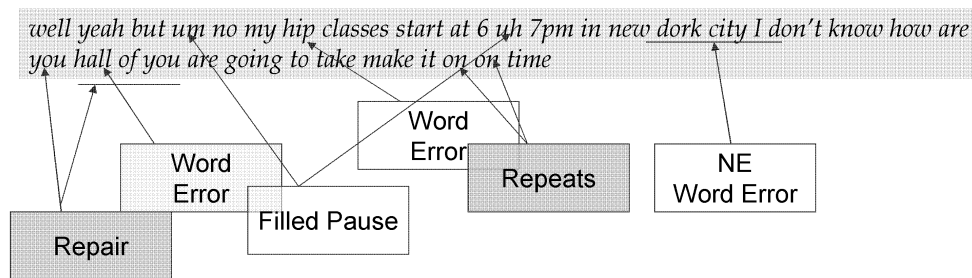 well yeah but um no my hip classes start at 6 uh 7pm in new dork city I don't know how are
you hall of you are going to take make it on on time
Word
Error
Word
Error
Repeats
NE
Word Error
Filled Pause
Repair